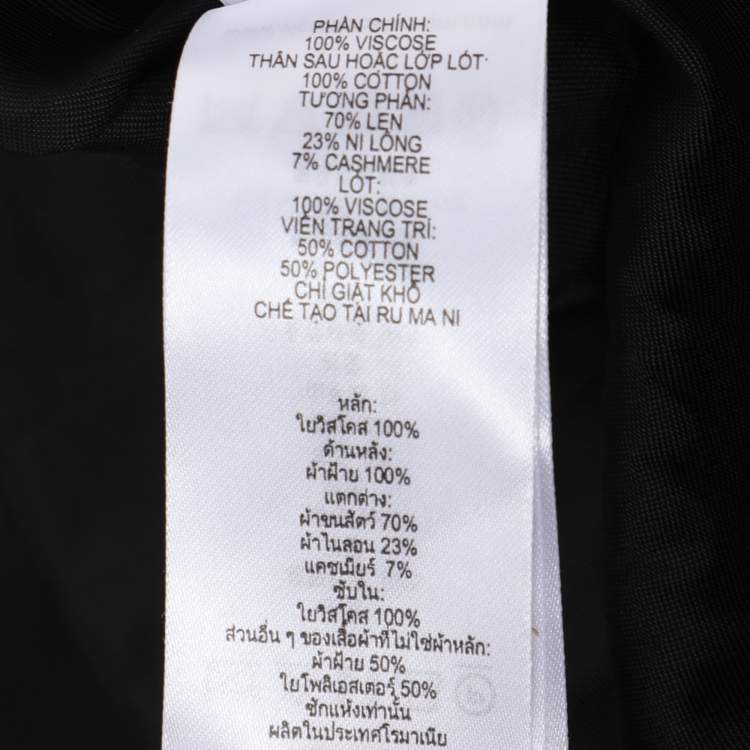 PHẦN CHÍNH:
100% VISCOSE
THÂN SAU HOẶC LỚP LÓT
100% COTTON
TƯƠNG PHẢN:
70% LEN
23% NI LÔNG
7% CASHMERE
LÓT:
100% VISCOSE
VIỀN TRANG TRÍ:
50% COTTON
50% POLYESTER
CHỈ GIẶT KHÔ
CHẾ TẠO TẠI RU MA NI
หลัก:
ใยวิสโคส 100%
ด้านหลัง:
ผ้าฝ้าย 100%
แตกต่าง:
ผ้าขนสัตว์ 70%
ผ้าไนลอน 23%
แคชเมียร์ 7%
ซับใน:
ใยวิสโคส 100%
ส่วนอื่น ๆ ของเสื้อผ้าที่ไม่ใช่ผ้าหลัก:
ผ้าฝ้าย 50%
ใยโพลิเอสเตอร์ 50%
ซักแห้งเท่านั้น
ผลิตในประเทศโรมาเนีย